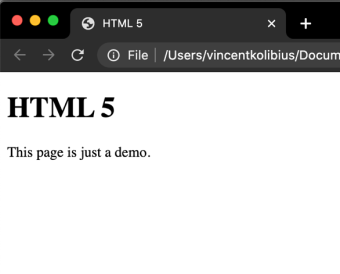 HTML 5
File /Users/vincentkolibius/Docum
HTML 5
This page is just a demo.